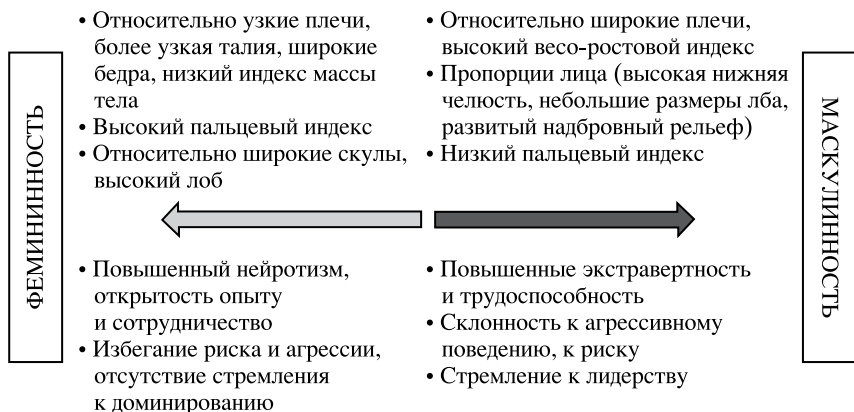 ФЕМИНИННОСТЬ
• Относительно узкие плечи,
более узкая талия, широкие
бедра, низкий индекс массы
тела
• Высокий пальцевый индекс
• Относительно широкие скулы,
высокий лоб
• Относительно широкие плечи,
высокий весо-ростовой индекс
• Пропорции лица (высокая нижняя
челюсть, небольшие размеры лба,
развитый надбровный рельеф)
• Низкий пальцевый индекс
• Повышенный нейротизм,
открытость опыту
и сотрудничество
• Избегание риска и агрессии,
отсутствие стремления
к доминированию
• Повышенные экстравертность
и трудоспособность
• Склонность к агрессивному
поведению, к риску
• Стремление к лидерству
МАСКУЛИННОСТЬ